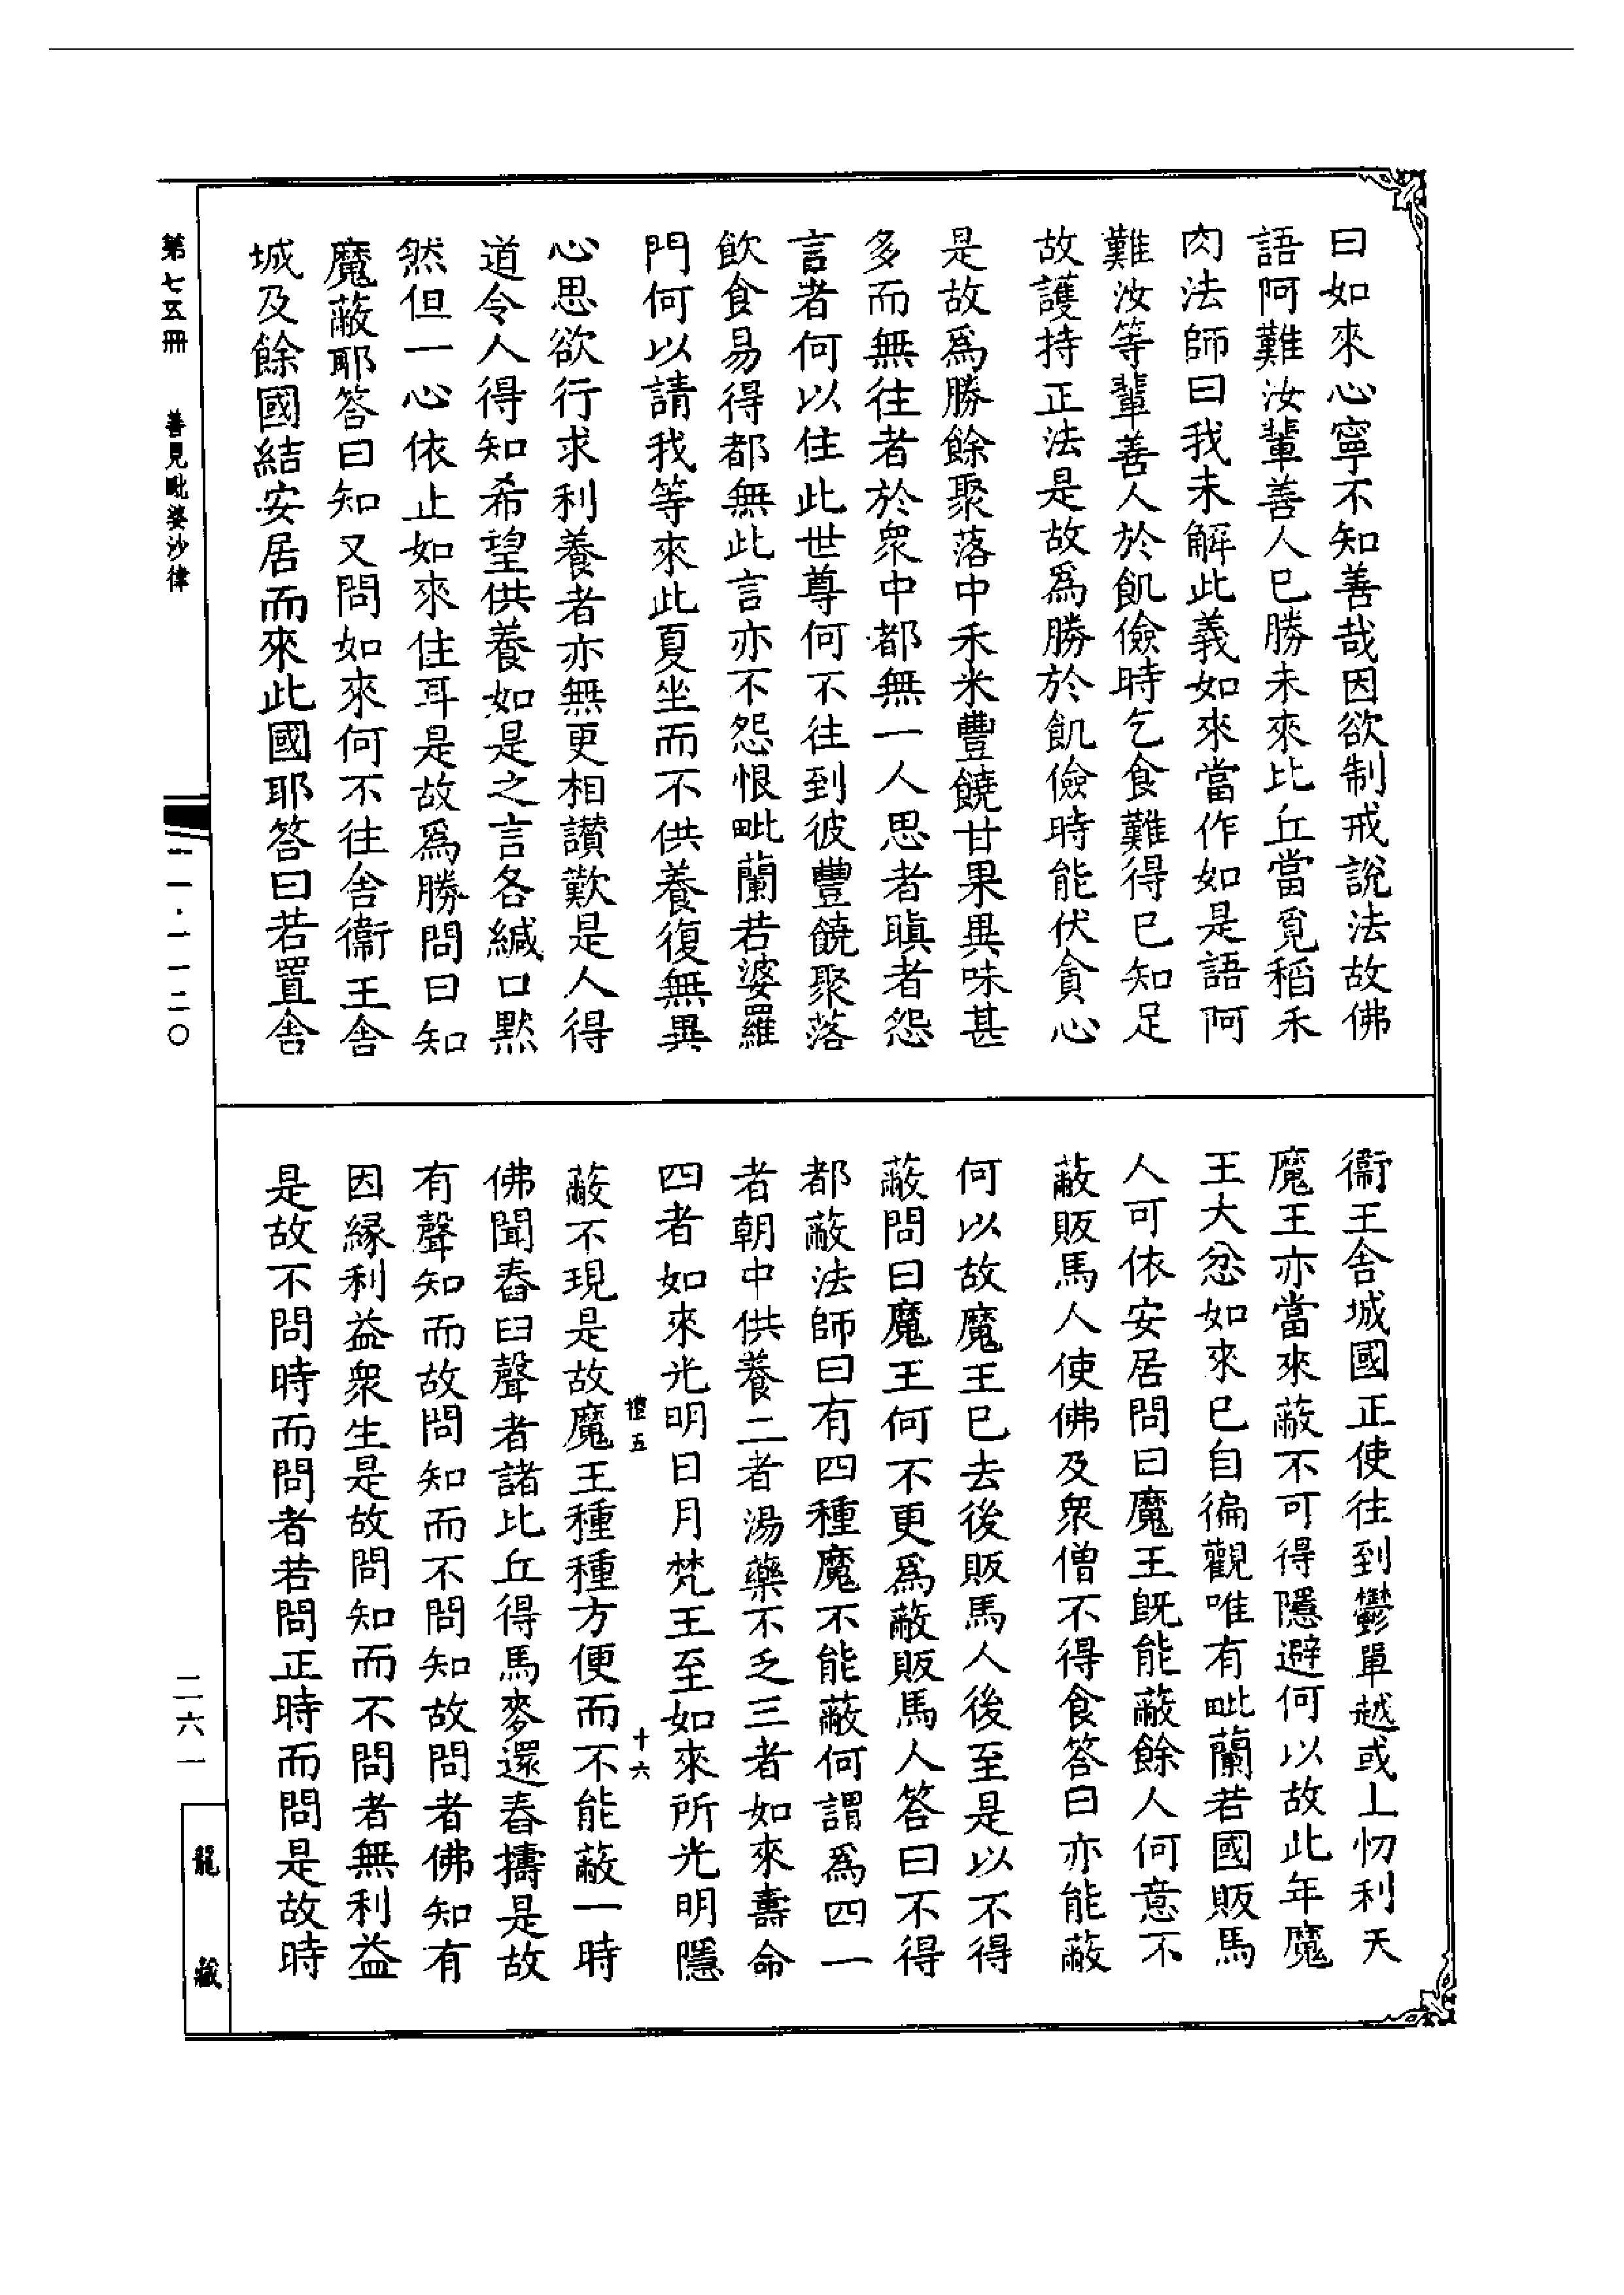 曰如來心寧不知善哉因欲制戒說法故佛
語阿難汝輩善人已勝未來比丘當覓稻禾
肉法師曰我未解此義如來當作如是語阿
難汝等輩善人於飢儉時乞食難得已知足
故護持正法是故爲勝於飢儉時能伏貪心
是故爲勝餘聚落中禾米豐饒甘果異味甚
多而無往者於衆中都無一人思者瞋者怨
言者何以住此世尊何不往到彼豐饒聚落
飲食易得都無此言亦不怨恨毗蘭若婆羅
門何以請我等來此夏坐而不供養復無異
心思欲行求利養者亦無更相讚歎是人得
道令人得知希望供養如是之言各緘口默
然但一心依止如來住耳是故爲勝問曰知
魔蔽耶答曰知又問如來何不往舍衞王舍
城及餘國結安居而來此國耶答曰若置舍
衞王舍城國正使往到鬱單越或上忉利天
魔王亦當來蔽不可得隱避何以故此年魔
王大忿如來已自徧觀唯有毗蘭若國販馬
人可依安居問曰魔王旣能蔽餘人何意不
蔽販馬人使佛及衆僧不得食答曰亦能蔽
何以故魔王已去後販馬人後至是以不得
蔽問曰魔王何不更爲蔽販馬人答曰不得
都蔽法師曰有四種魔不能蔽何謂爲四一
者朝中供養二者湯藥不乏三者如來壽命
四者如來光明日月梵王至如來所光明隱
蔽不現是故魔王種種方便而不能蔽一時
佛聞舂臼聲者諸比丘得馬麥還舂擣是故
有聲知而故問知而不問知故問者佛知有
因緣利益衆生是故問知而不問者無利益
是故不問時而問者若問正時而問是故時
禮五
十六
第七五冊
善見毗婆沙律
一一·一一二〇
二六一
龍藏